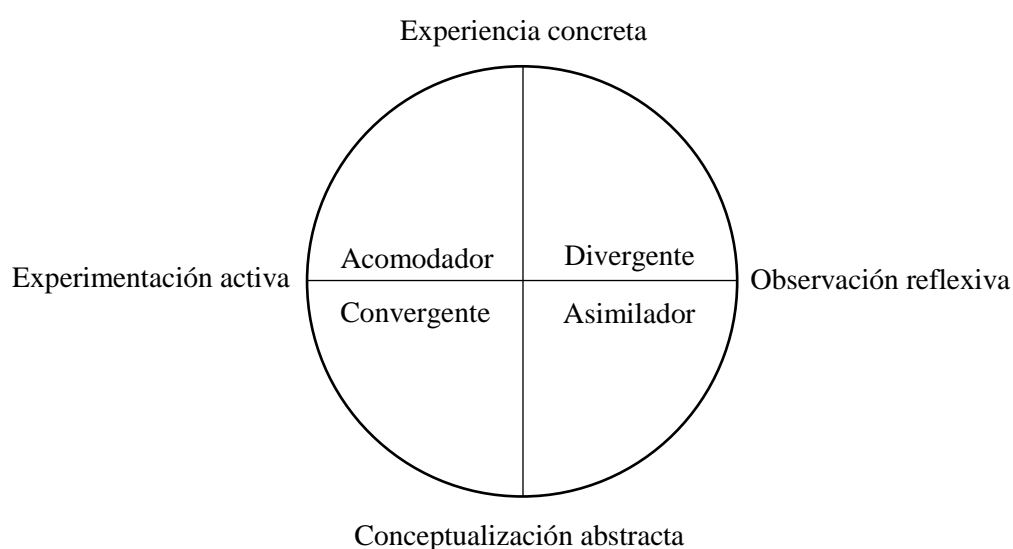 Experiencia concreta
Acomodador
Divergente
Experimentación activa
Observación reflexiva
Convergente
Asimilador
Conceptualización abstracta